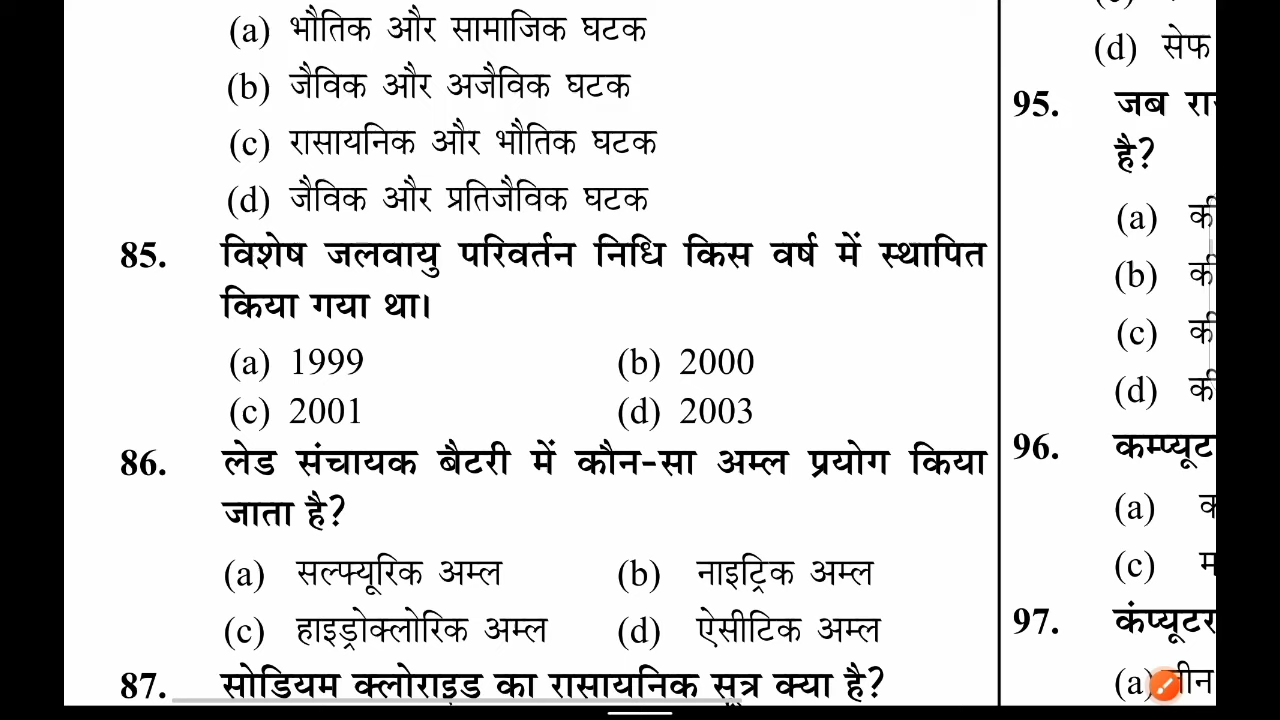 (a) भौतिक और सामाजिक घटक
(b) जैविक और अजैविक घटक
(c) रासायनिक और भौतिक घटक
(d) जैविक और प्रतिजैविक घटक
85. विशेष जलवायु परिवर्तन निधि किस वर्ष में स्थापित
किया गया था।
(a) 1999 (b) 2000
(c) 2001 (d) 2003
86. लेड संचायक बैटरी में कौन-सा अम्ल प्रयोग किया
जाता है?
(a) सल्फ्यूरिक अम्ल (b) नाइट्रिक अम्ल
(c) हाइड्रोक्लोरिक अम्ल (d) ऐसीटिक अम्ल
87. सोडियम क्लोराइड का रासायनिक सूत्र क्या है?
(d) सेफ
95. जब
है?
(a)
(b)
(c)
(d)
96.
(a)
(c)
97.
(a)